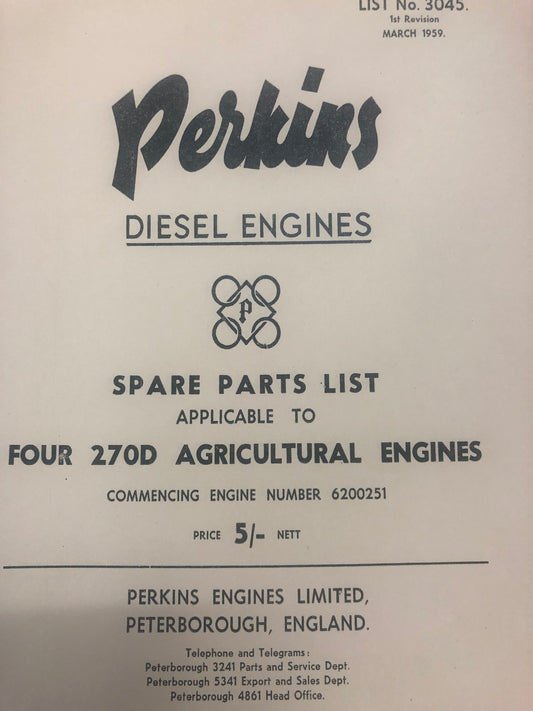 LIST No. 3045.
1st Revision
MARCH 1959.
Perkins
DIESEL ENGINES
P
SPARE PARTS LIST
APPLICABLE TO
FOUR 270D AGRICULTURAL ENGINES
COMMENCING ENGINE NUMBER 6200251
PRICE 5/- NETT
PERKINS ENGINES LIMITED,
PETERBOROUGH, ENGLAND.
Telephone and Telegrams:
Peterborough 3241 Parts and Service Dept.
Peterborough 5341 Export and Sales Dept.
Peterborough 4861 Head Office.